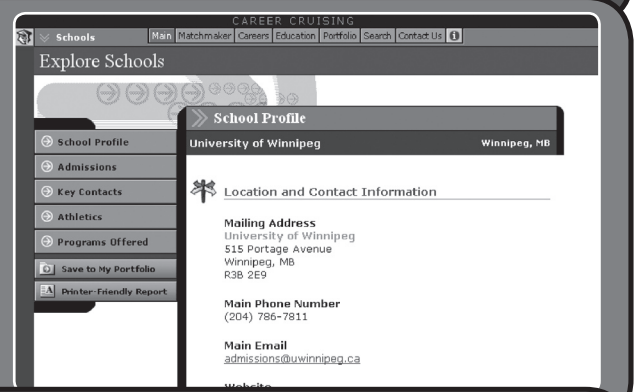 CAREER CRUISING
Schools Main Matchmaker Careers Education Portfolio Search Contact Us i
Explore Schools
School Profile
University of Winnipeg Winnipeg, MB
School Profile
Admissions
Key Contacts
Athletics
Programs Offered
Save to My Portfolio
Printer-Friendly Report
Location and Contact Information
Mailing Address
University of Winnipeg
515 Portage Avenue
Winnipeg, MB
R3B 2E9
Main Phone Number
(204) 786-7811
Main Email
admissions@uwinnipeg.ca
Website